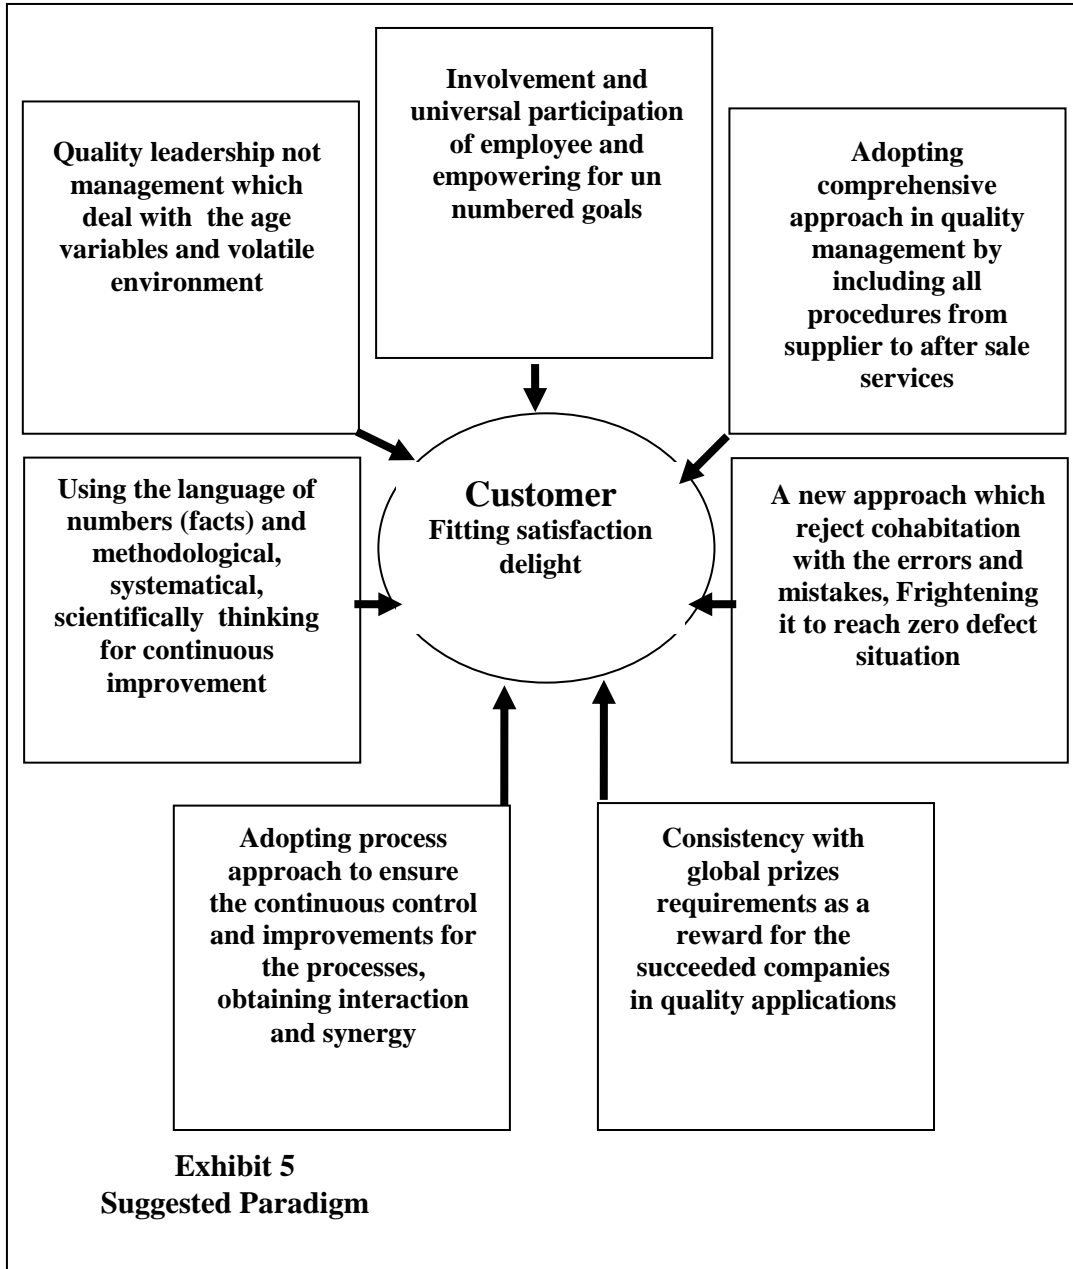 Involvement and
universal participation
of employee and
empowering for un
numbered goals
Quality leadership not
management which
deal with the age
variables and volatile
environment
Adopting
comprehensive
approach in quality
management by
including all
procedures from
supplier to after sale
services
Customer
Fitting satisfaction
delight
Using the language of
numbers (facts) and
methodological,
systematical,
scientifically thinking
for continuous
improvement
A new approach which
reject cohabitation
with the errors and
mistakes, Frightening
it to reach zero defect
situation
Adopting process
approach to ensure
the continuous control
and improvements for
the processes,
obtaining interaction
and synergy
Consistency with
global prizes
requirements as a
reward for the
succeeded companies
in quality applications
Exhibit 5
Suggested Paradigm